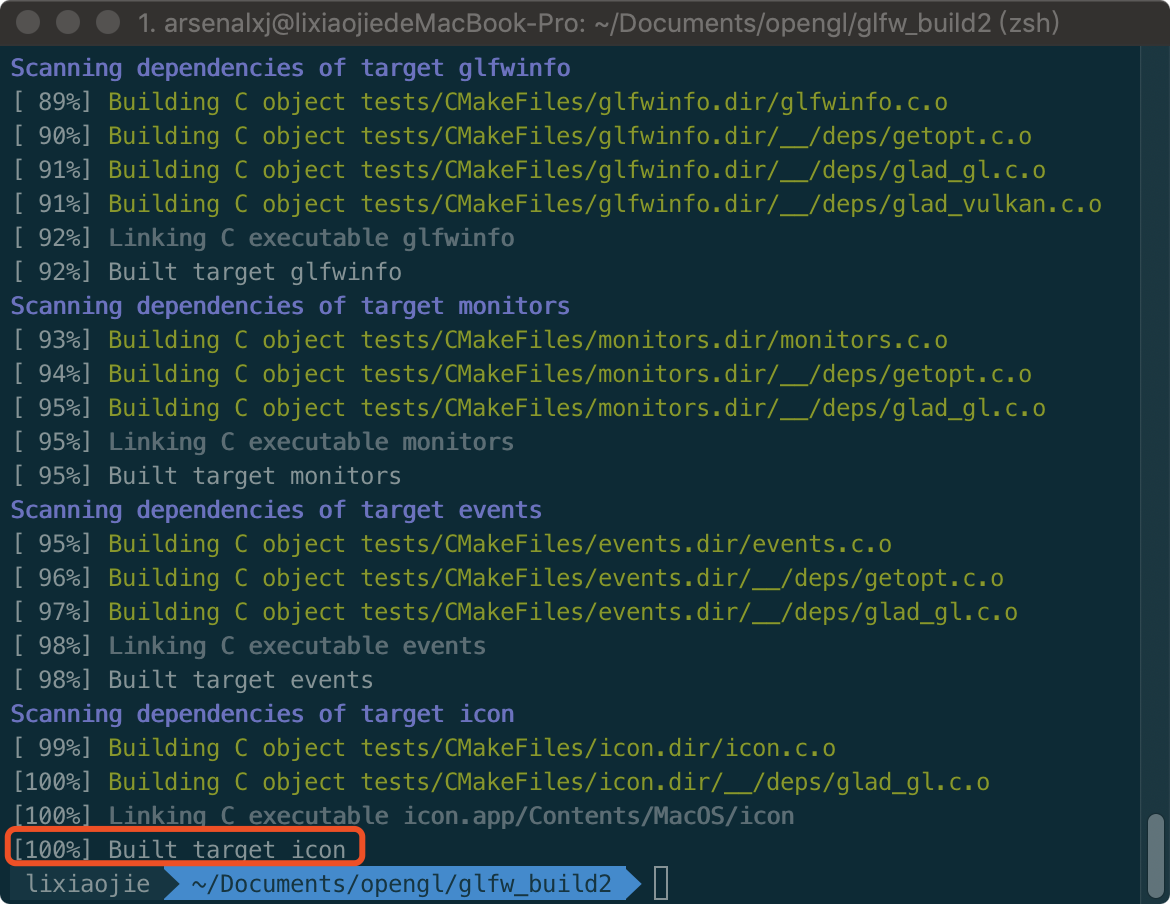 1. arsenalxj@lixiaojiedeMacBook-Pro: ~/Documents/opengl/glfw_build2 (zsh)
Scanning dependencies of target glfwinfo
[ 89%] Building C object tests/CMakeFiles/glfwinfo.dir/glfwinfo.c.o
[ 90%] Building C object tests/CMakeFiles/glfwinfo.dir/__/deps/getopt.c.o
[ 91%] Building C object tests/CMakeFiles/glfwinfo.dir/__/deps/glad_gl.c.o
[ 91%] Building C object tests/CMakeFiles/glfwinfo.dir/__/deps/glad_vulkan.c.o
[ 92%] Linking C executable glfwinfo
[ 92%] Built target glfwinfo
Scanning dependencies of target monitors
[ 93%] Building C object tests/CMakeFiles/monitors.dir/monitors.c.o
[ 94%] Building C object tests/CMakeFiles/monitors.dir/__/deps/getopt.c.o
[ 95%] Building C object tests/CMakeFiles/monitors.dir/__/deps/glad_gl.c.o
[ 95%] Linking C executable monitors
[ 95%] Built target monitors
Scanning dependencies of target events
[ 95%] Building C object tests/CMakeFiles/events.dir/events.c.o
[ 96%] Building C object tests/CMakeFiles/events.dir/__/deps/getopt.c.o
[ 97%] Building C object tests/CMakeFiles/events.dir/__/deps/glad_gl.c.o
[ 98%] Linking C executable events
[ 98%] Built target events
Scanning dependencies of target icon
[ 99%] Building C object tests/CMakeFiles/icon.dir/icon.c.o
[100%] Building C object tests/CMakeFiles/icon.dir/__/deps/glad_gl.c.o
[100%] Linking C executable icon.app/Contents/MacOS/icon
[100%] Built target icon
lixiaojie ~/Documents/opengl/glfw_build2